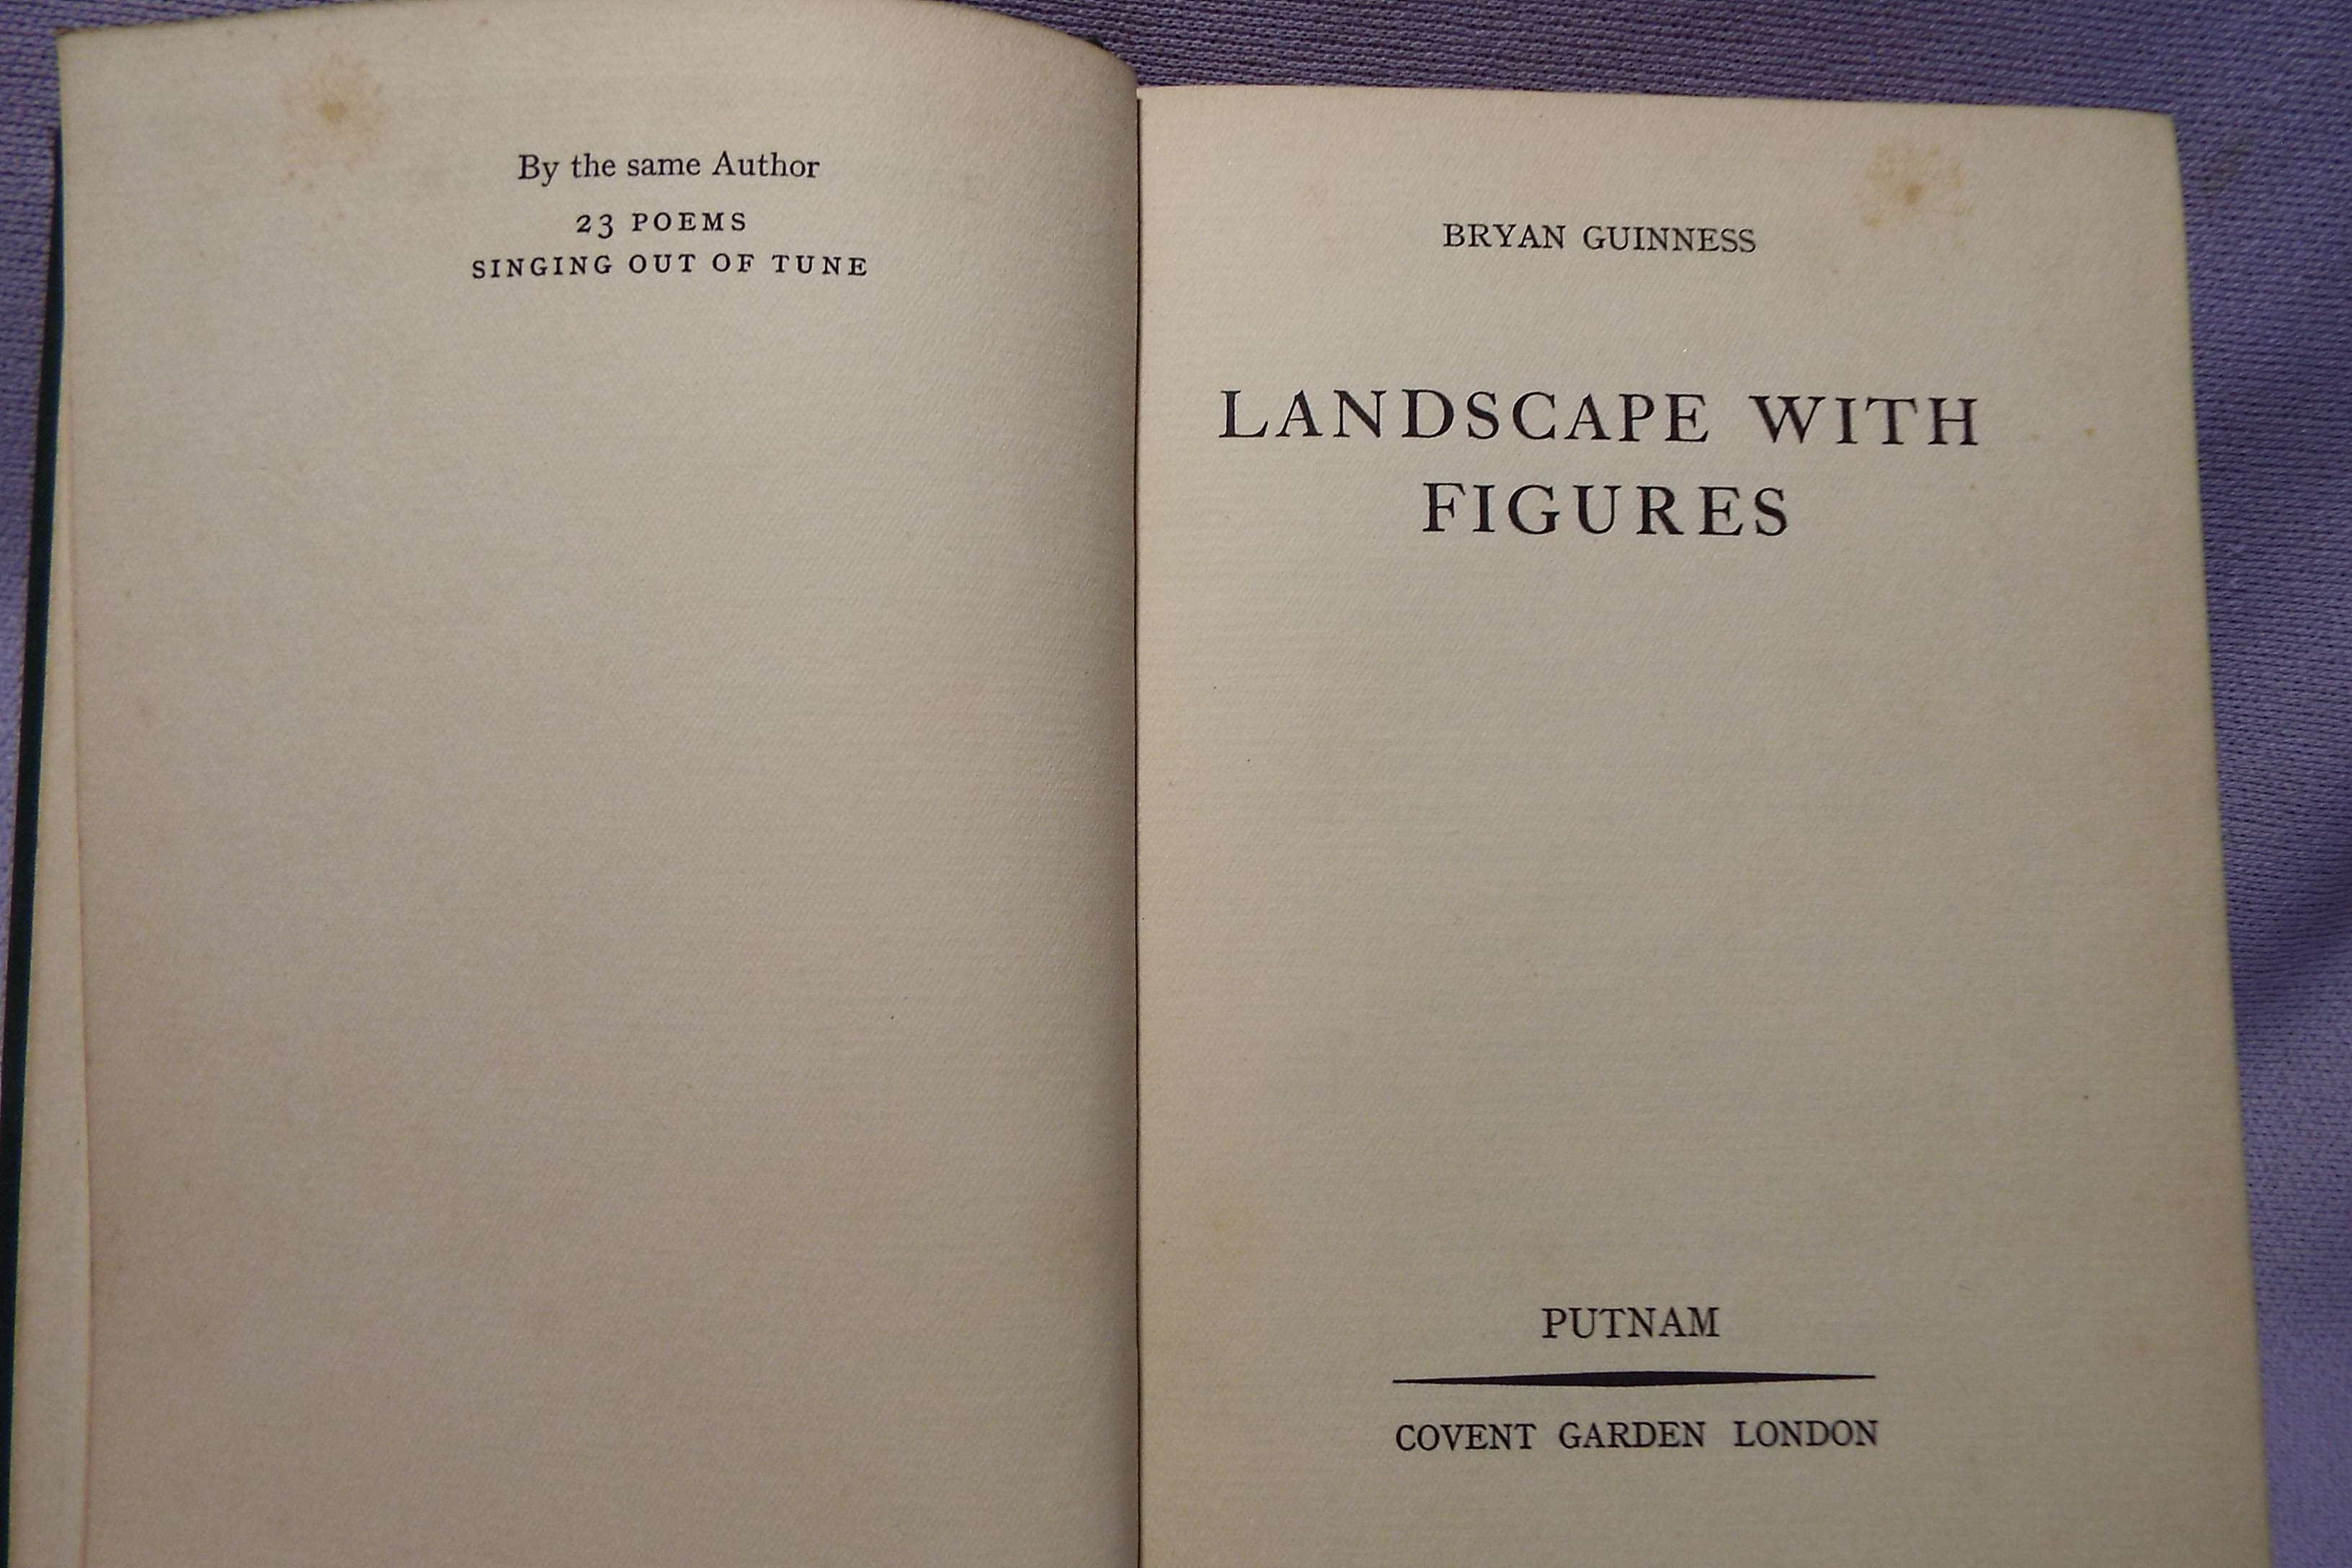 By the same Author
23 POEMS
SINGING OUT OF TUNE
BRYAN GUINNESS
LANDSCAPE WITH
FIGURES
PUTNAM
COVENT GARDEN LONDON